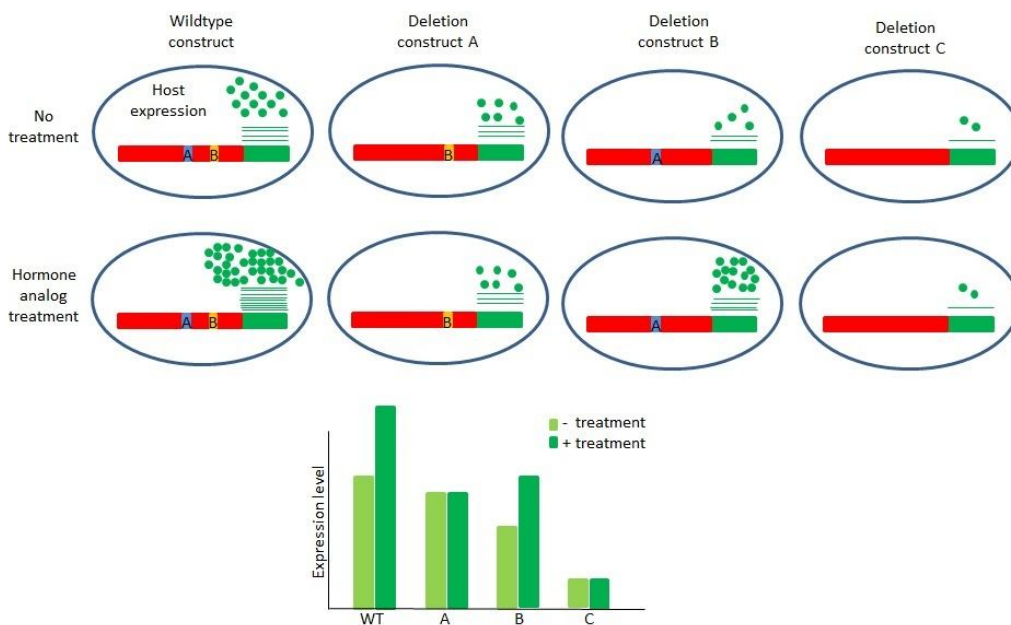 Wildtype
construct
Deletion
construct A
Deletion
construct B
Deletion
construct C
No
treatment
Host
expression
A B
B
A
Hormone
analog
treatment
A B
B
A
- treatment
+ treatment
Expression level
WT A B C